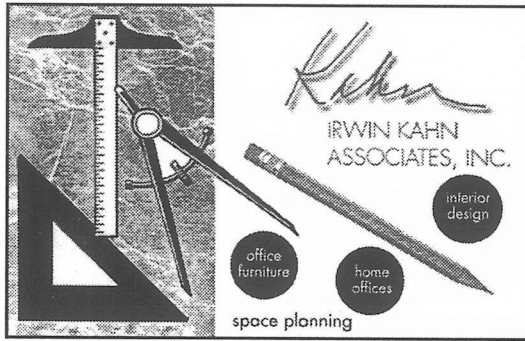 Kahn
IRWIN KAHN
ASSOCIATES, INC.
interior
design
office
furniture
home
offices
space planning